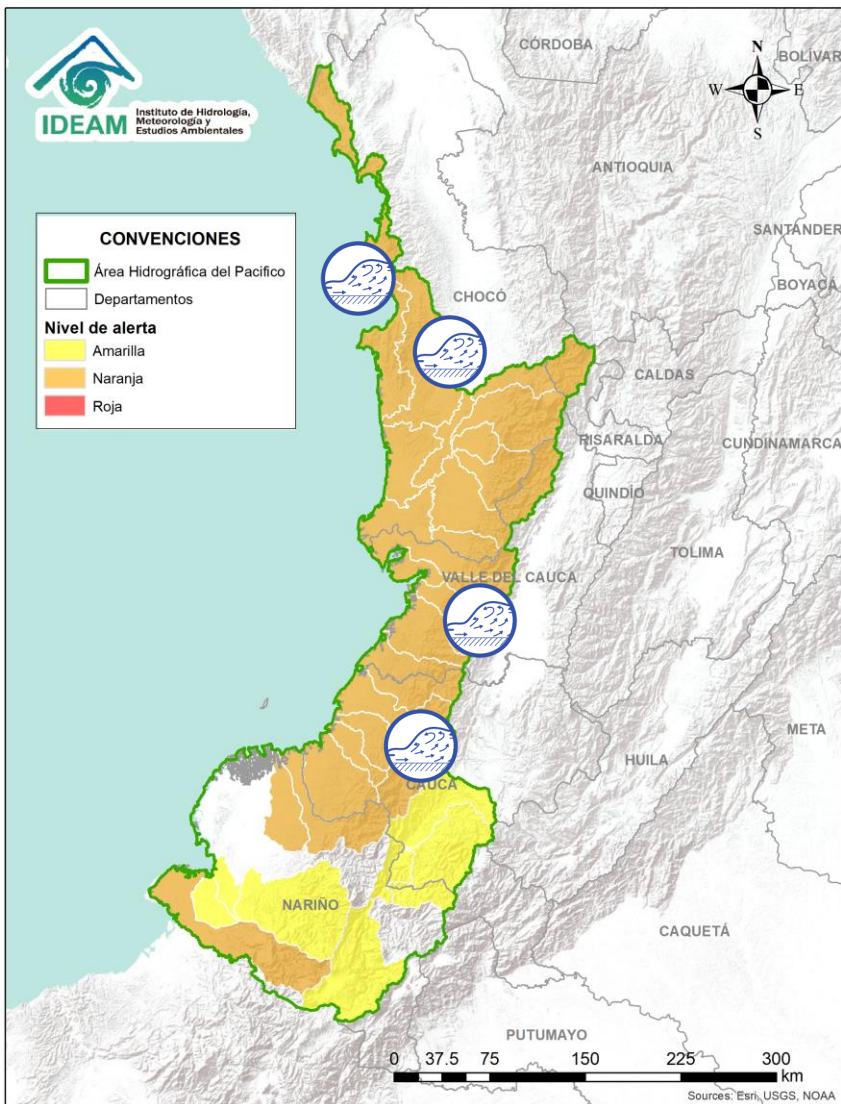 IDEAM
Instituto de Hidrología,
Meteorología y
Estudios Ambientales
CÓRDOBA
BOLÍVAR
N
W
E
S
ANTIOQUIA
SANTANDER
BOYACÁ
CONVENCIONES
Área Hidrográfica del Pacifico
Departamentos
Nivel de alerta
Amarilla
Naranja
Roja
CHOCÓ
CALDAS
RISARALDA
CUNDINAMARCA
QUINDÍO
TOLIMA
VALLE DEL CAUCA
META
HUILA
CAUCA
NARIÑO
CAQUETÁ
PUTUMAYO
0 37.5 75 150 225 300
km
Sources: Esri, USGS, NOAA